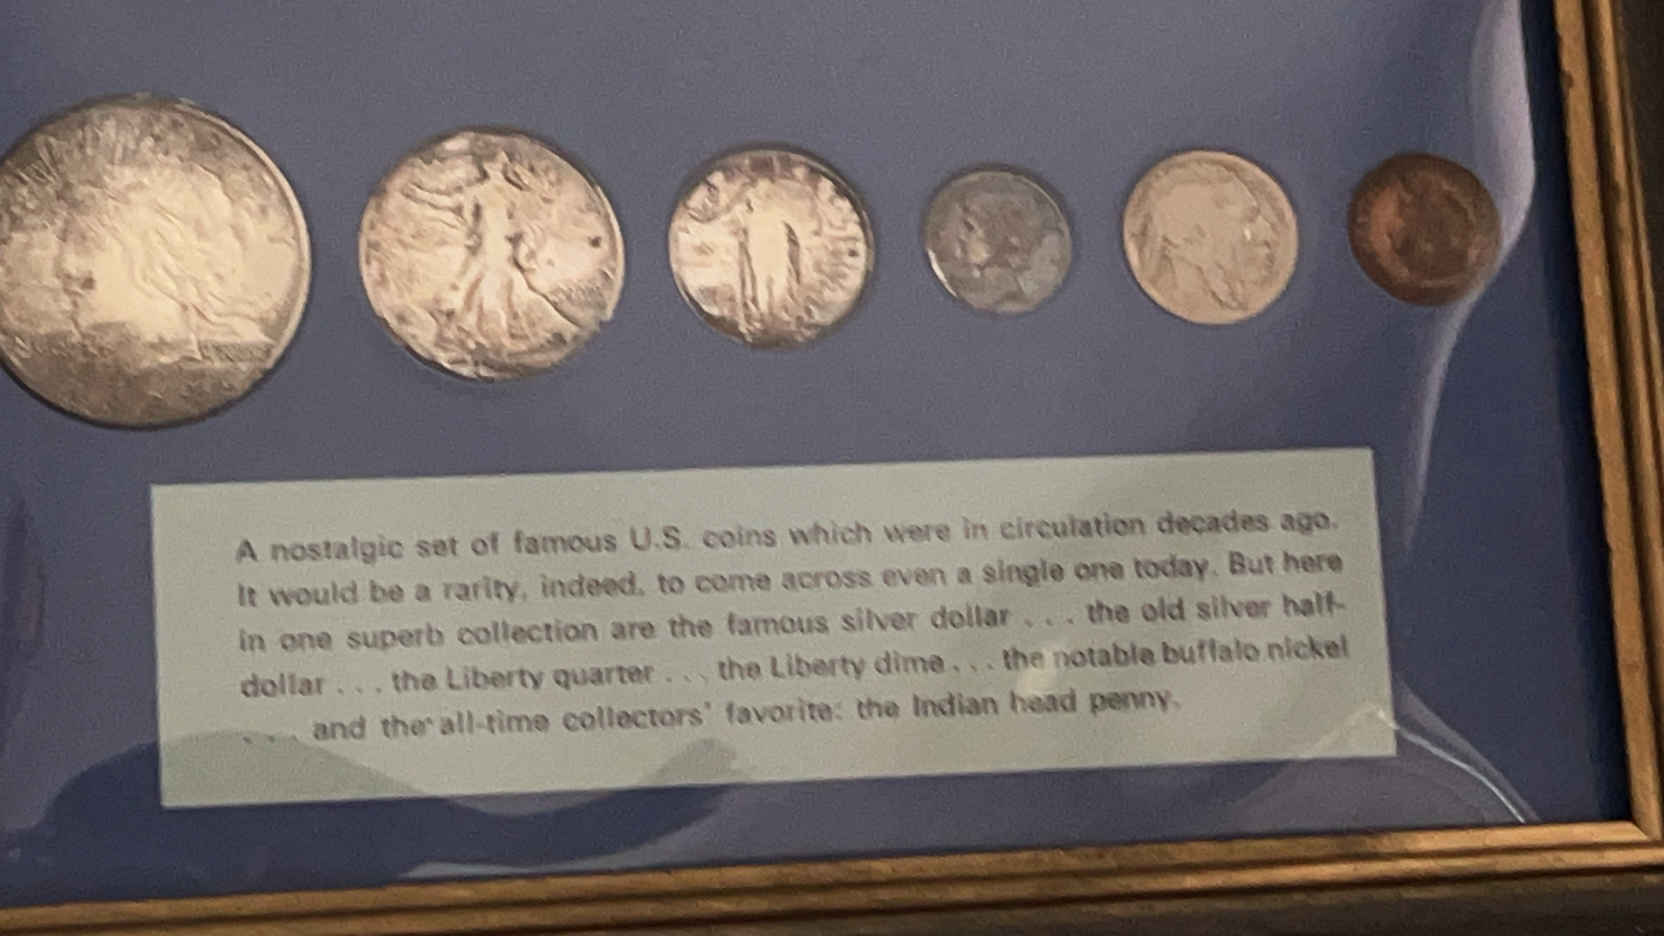 A nostalgic set of famous U.S. coins which were in circulation decades ago.
It would be a rarity, indeed, to come across even a single one today. But here
in one superb collection are the famous silver dollar . . . the old silver half-
dollar . . . the Liberty quarter . . . the Liberty dime . . . the notable buffalo nickel
. . . and the all-time collectors' favorite: the Indian head penny.